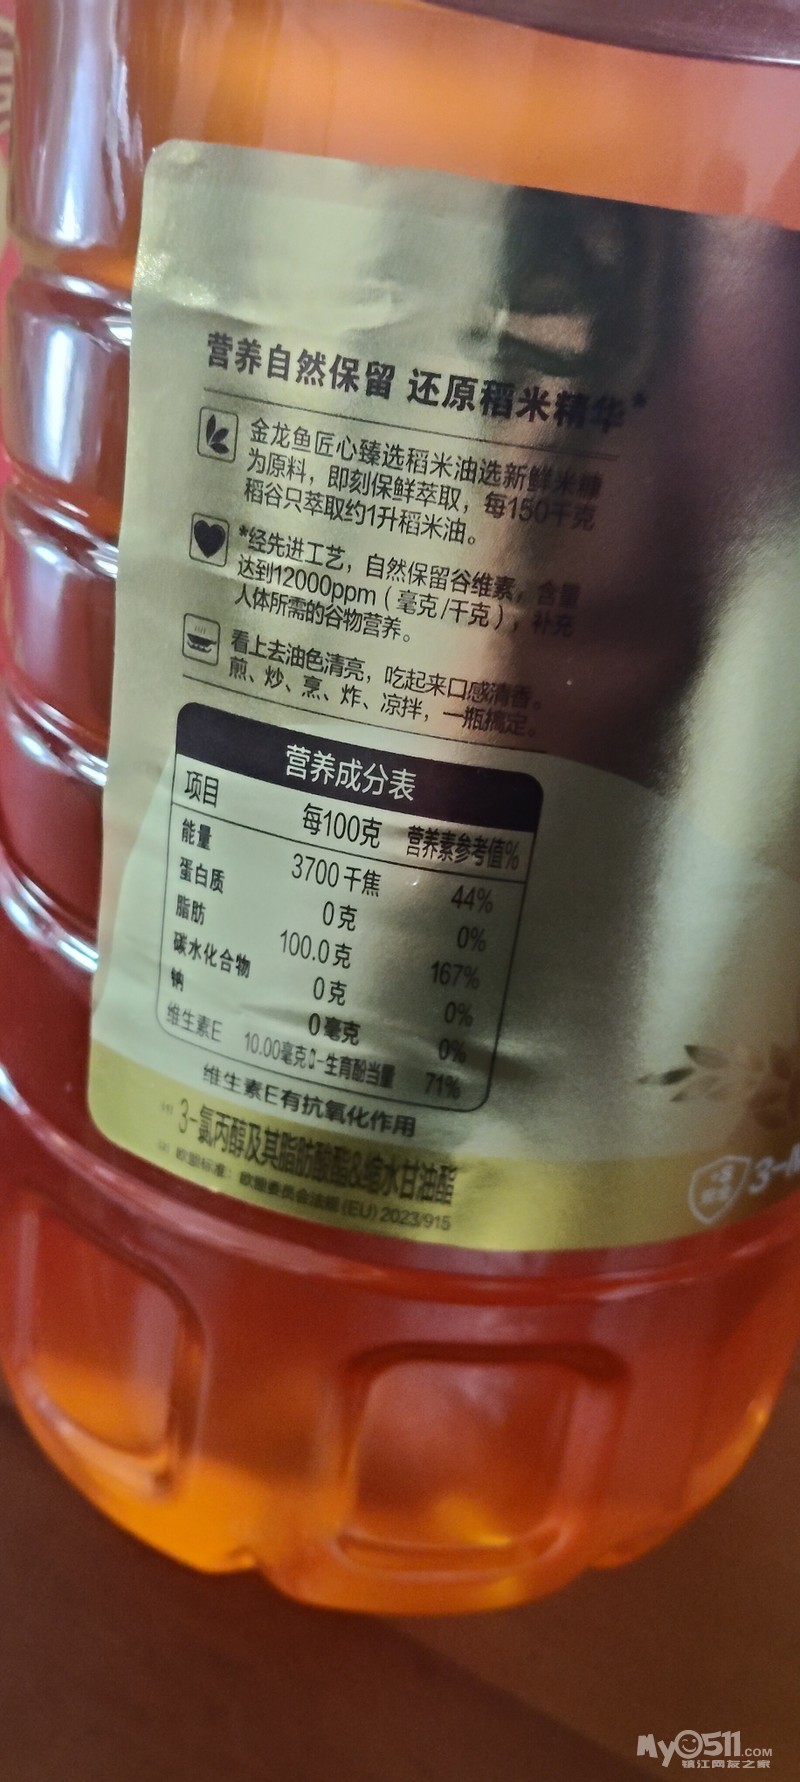 营养自然保留 还原稻米精华*
金龙鱼匠心臻选稻米油选新鲜米糠
为原料，即刻保鲜萃取，每150千克
稻谷只萃取约1升稻米油。
*经先进工艺，自然保留谷维素，含量
达到12000ppm（毫克/千克），补充
人体所需的谷物营养。
看上去油色清亮，吃起来口感清香。
煎、炒、烹、炸、凉拌，一瓶搞定。
营养成分表
项目 每100克 营养素参考值%
能量 3700千焦 44%
蛋白质 0克 0%
脂肪 100.0克 167%
碳水化合物 0克 0%
钠 0毫克 0%
维生素E 10.00毫克α-生育酚当量 71%
维生素E有抗氧化作用
(1) 3-氯丙醇及其脂肪酸酯&缩水甘油酯
(2) 欧盟标准：欧盟委员会法规(EU)2023/915
3-
My0511.COM
镇江网友之家